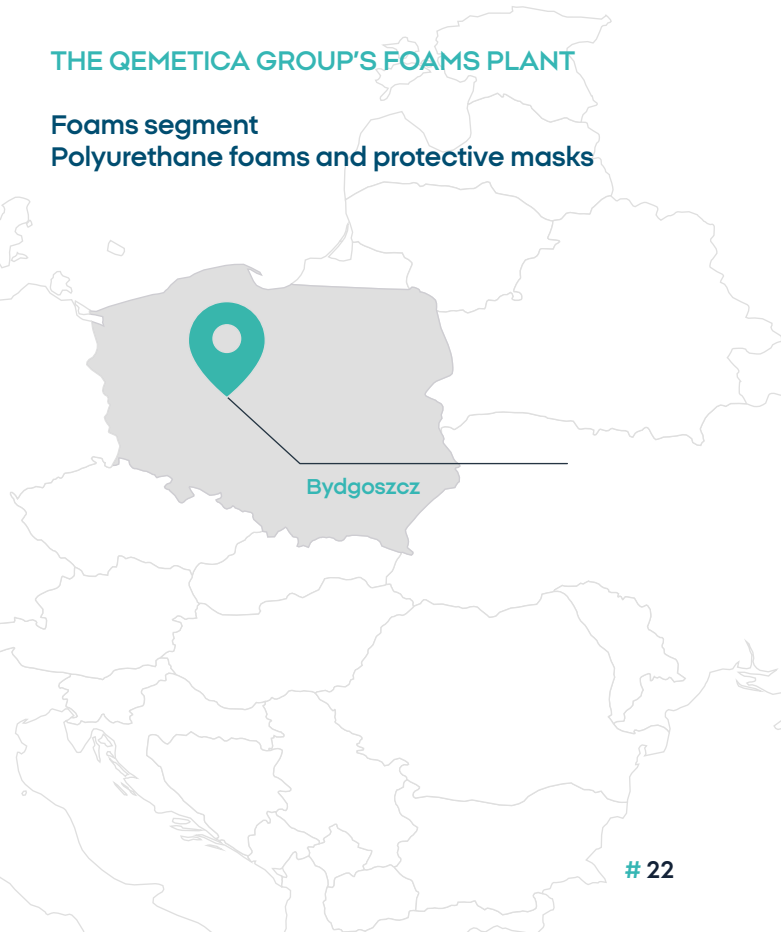 THE QEMETICA GROUP'S FOAMS PLANT
Foams segment
Polyurethane foams and protective masks
Bydgoszcz
# 22